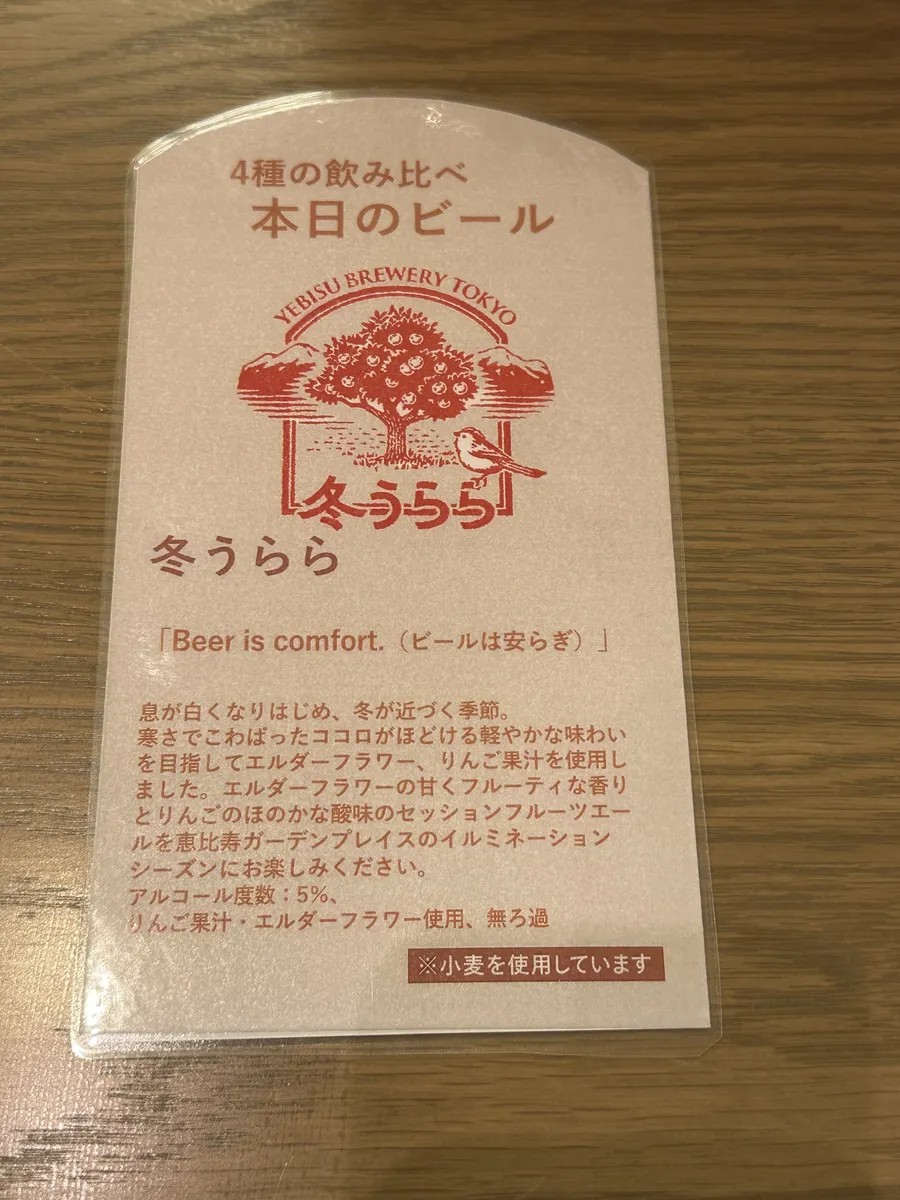 4種の飲み比べ
本日のビール
YEBISU BREWERY TOKYO
冬うらら
冬うらら
「Beer is comfort.（ビールは安らぎ）」
息が白くなりはじめ、冬が近づく季節。
寒さでこわばったココロがほどける軽やかな味わい
を目指してエルダーフラワー、りんご果汁を使用し
ました。エルダーフラワーの甘くフルーティな香り
とりんごのほのかな酸味のセッションフルーツエー
ルを恵比寿ガーデンプレイスのイルミネーション
シーズンにお楽しみください。
アルコール度数：5%、
りんご果汁・エルダーフラワー使用、無ろ過
※小麦を使用しています